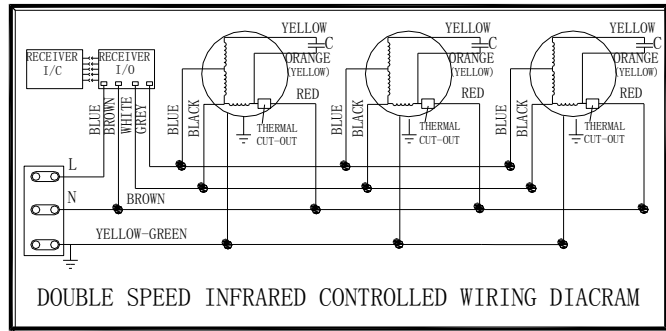 YELLOW
C
ORANGE
(YELLOW)
RED
THERMAL
CUT-OUT
BLUE
BLACK
YELLOW
C
ORANGE
(YELLOW)
RED
THERMAL
CUT-OUT
BLUE
BLACK
YELLOW
C
ORANGE
(YELLOW)
RED
THERMAL
CUT-OUT
BLUE
BLACK
RECEIVER
I/C
RECEIVER
I/O
BLUE
BROWN
WHITE
GREY
L
N
BROWN
YELLOW-GREEN
DOUBLE SPEED INFRARED CONTROLLED WIRING DIACRAM